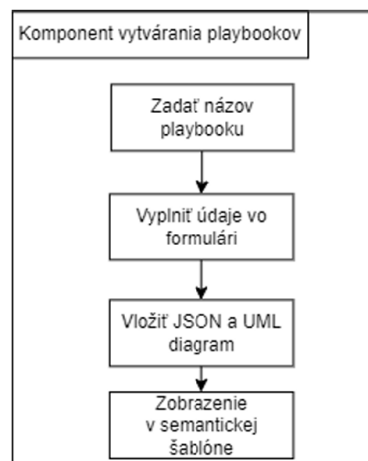 Komponent vytvárania playbookov
Zadať názov
playbooku
Vyplniť údaje vo
formulári
Vložiť JSON a UML
diagram
Zobrazenie
v semantickej
šablóne